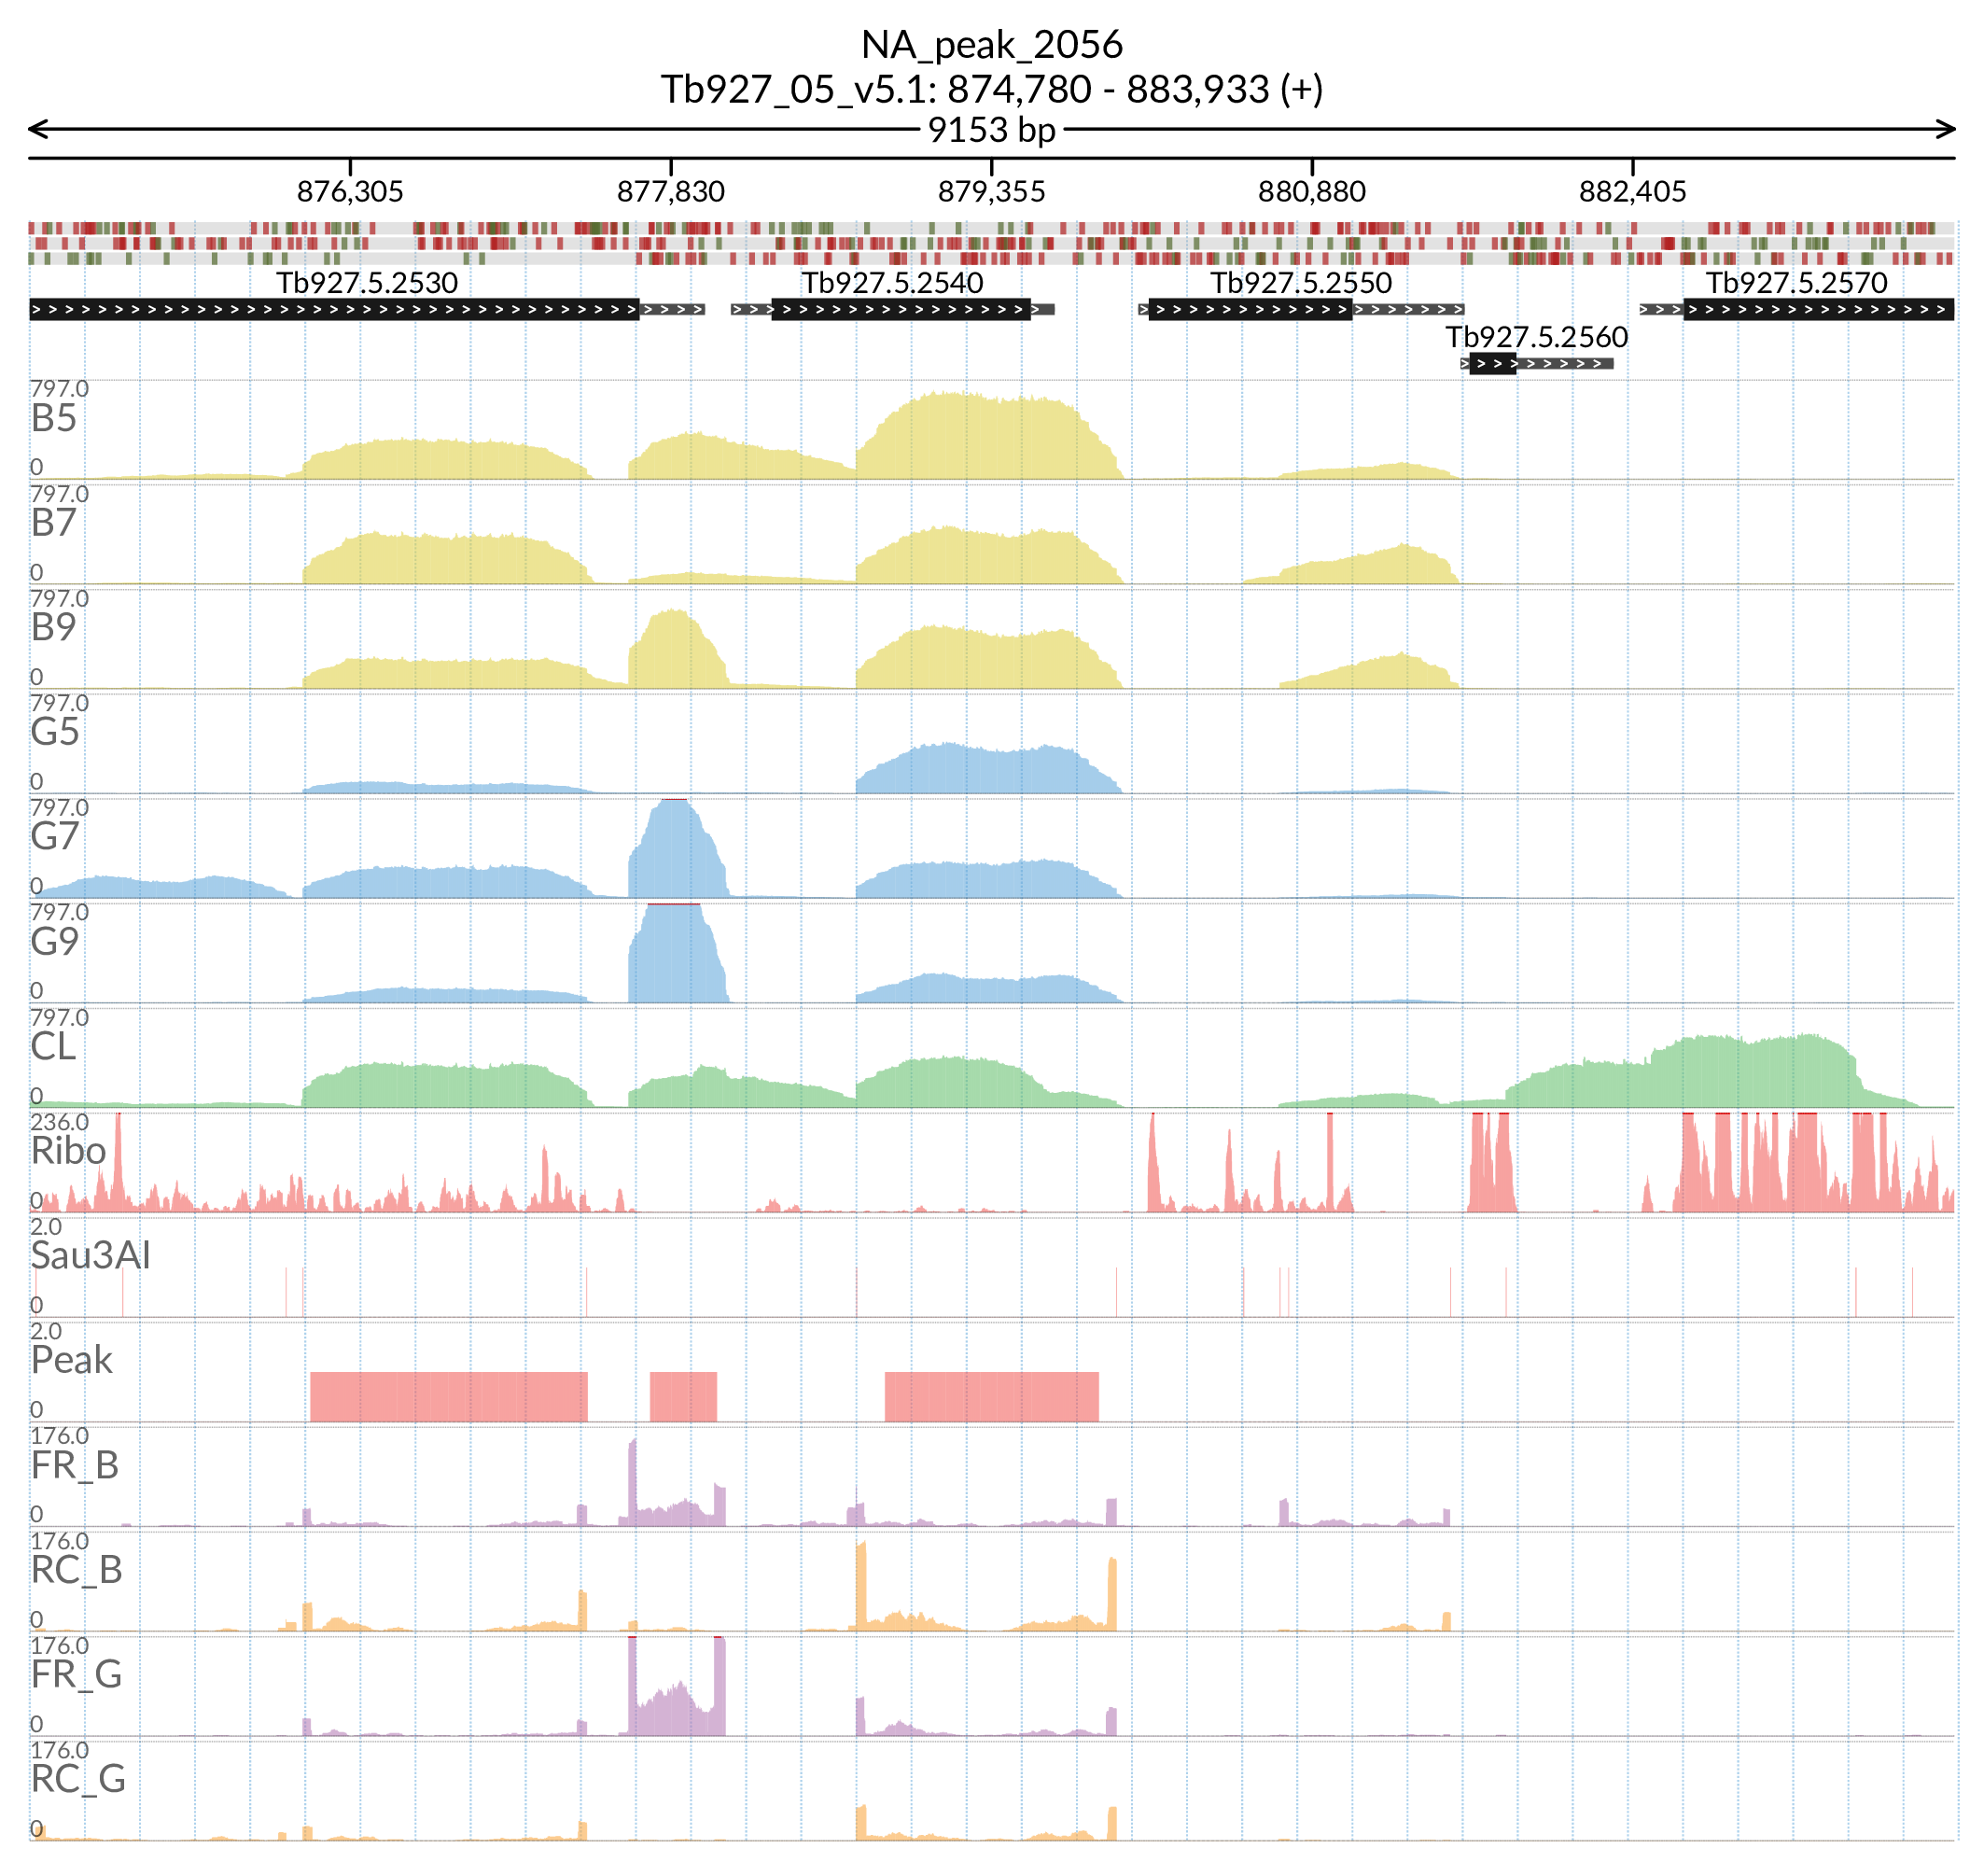 NA_peak_2056
Tb927_05_v5.1: 874,780 - 883,933 (+)
9153 bp
876,305 877,830 879,355 880,880 882,405
Tb927.5.2530 Tb927.5.2540 Tb927.5.2550 Tb927.5.2570
Tb927.5.2560
797.0
B5
0
797.0
B7
0
797.0
B9
0
797.0
G5
0
797.0
G7
0
797.0
G9
0
797.0
CL
0
236.0
Ribo
0
2.0
Sau3AI
0
2.0
Peak
0
176.0
FR_B
0
176.0
RC_B
0
176.0
FR_G
0
176.0
RC_G
0